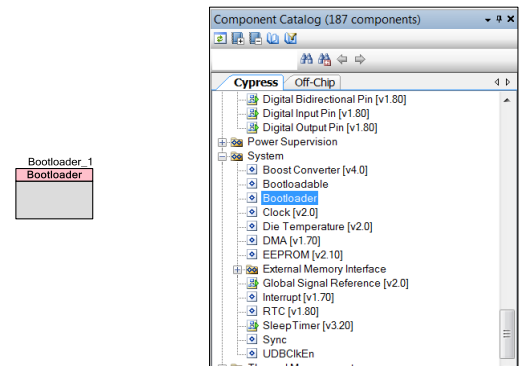 Component Catalog (187 components)
Cypress
Off-Chip
Digital Bidirectional Pin [v1.80]
Digital Input Pin [v1.80]
Digital Output Pin [v1.80]
Power Supervision
System
Boost Converter [v4.0]
Bootloadable
Bootloader
Clock [v2.0]
Die Temperature [v2.0]
DMA [v1.70]
EEPROM [v2.10]
External Memory Interface
Global Signal Reference [v2.0]
Interrupt [v1.70]
RTC [v1.80]
SleepTimer [v3.20]
Sync
UDBClkEn
Bootloader_1
Bootloader